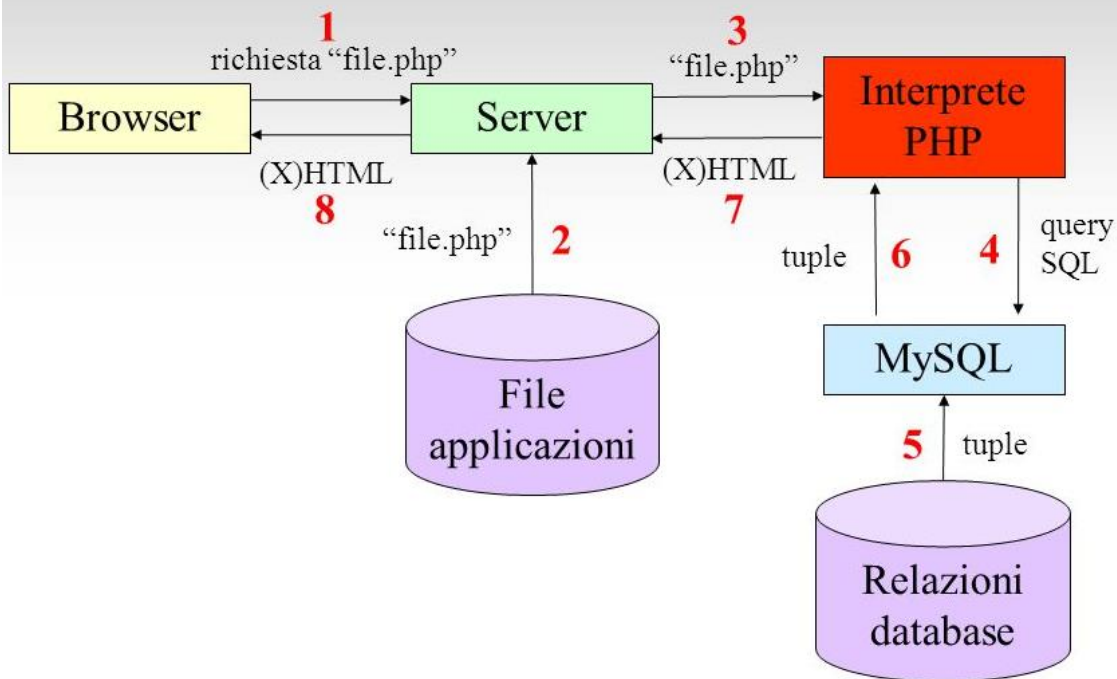 1
richiesta “file.php”
3
“file.php”
Browser
Server
Interprete
PHP
(X)HTML
8
(X)HTML
7
“file.php”
2
tuple
6
4
query
SQL
MySQL
File
applicazioni
5
tuple
Relazioni
database